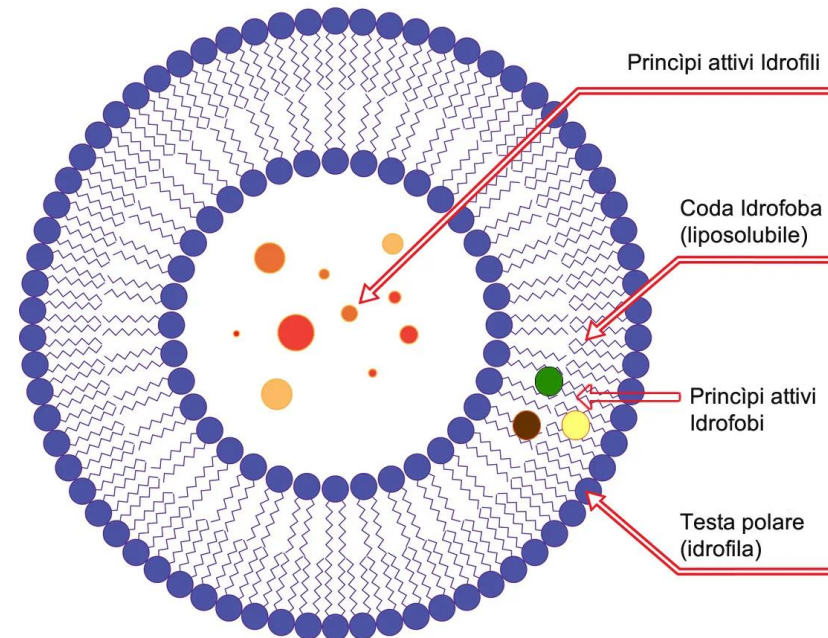 Princìpi attivi Idrofili
Coda Idrofoba
(liposolubile)
Princìpi attivi
Idrofobi
Testa polare
(idrofila)